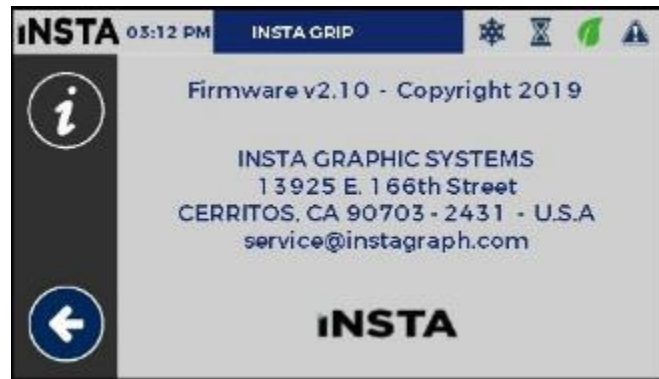 INSTA 03:12 PM INSTA GRIP
i
Firmware v2.10 - Copyright 2019
INSTA GRAPHIC SYSTEMS
13925 E. 166th Street
CERRITOS, CA 90703-2431 - U.S.A
service@instagraph.com
INSTA